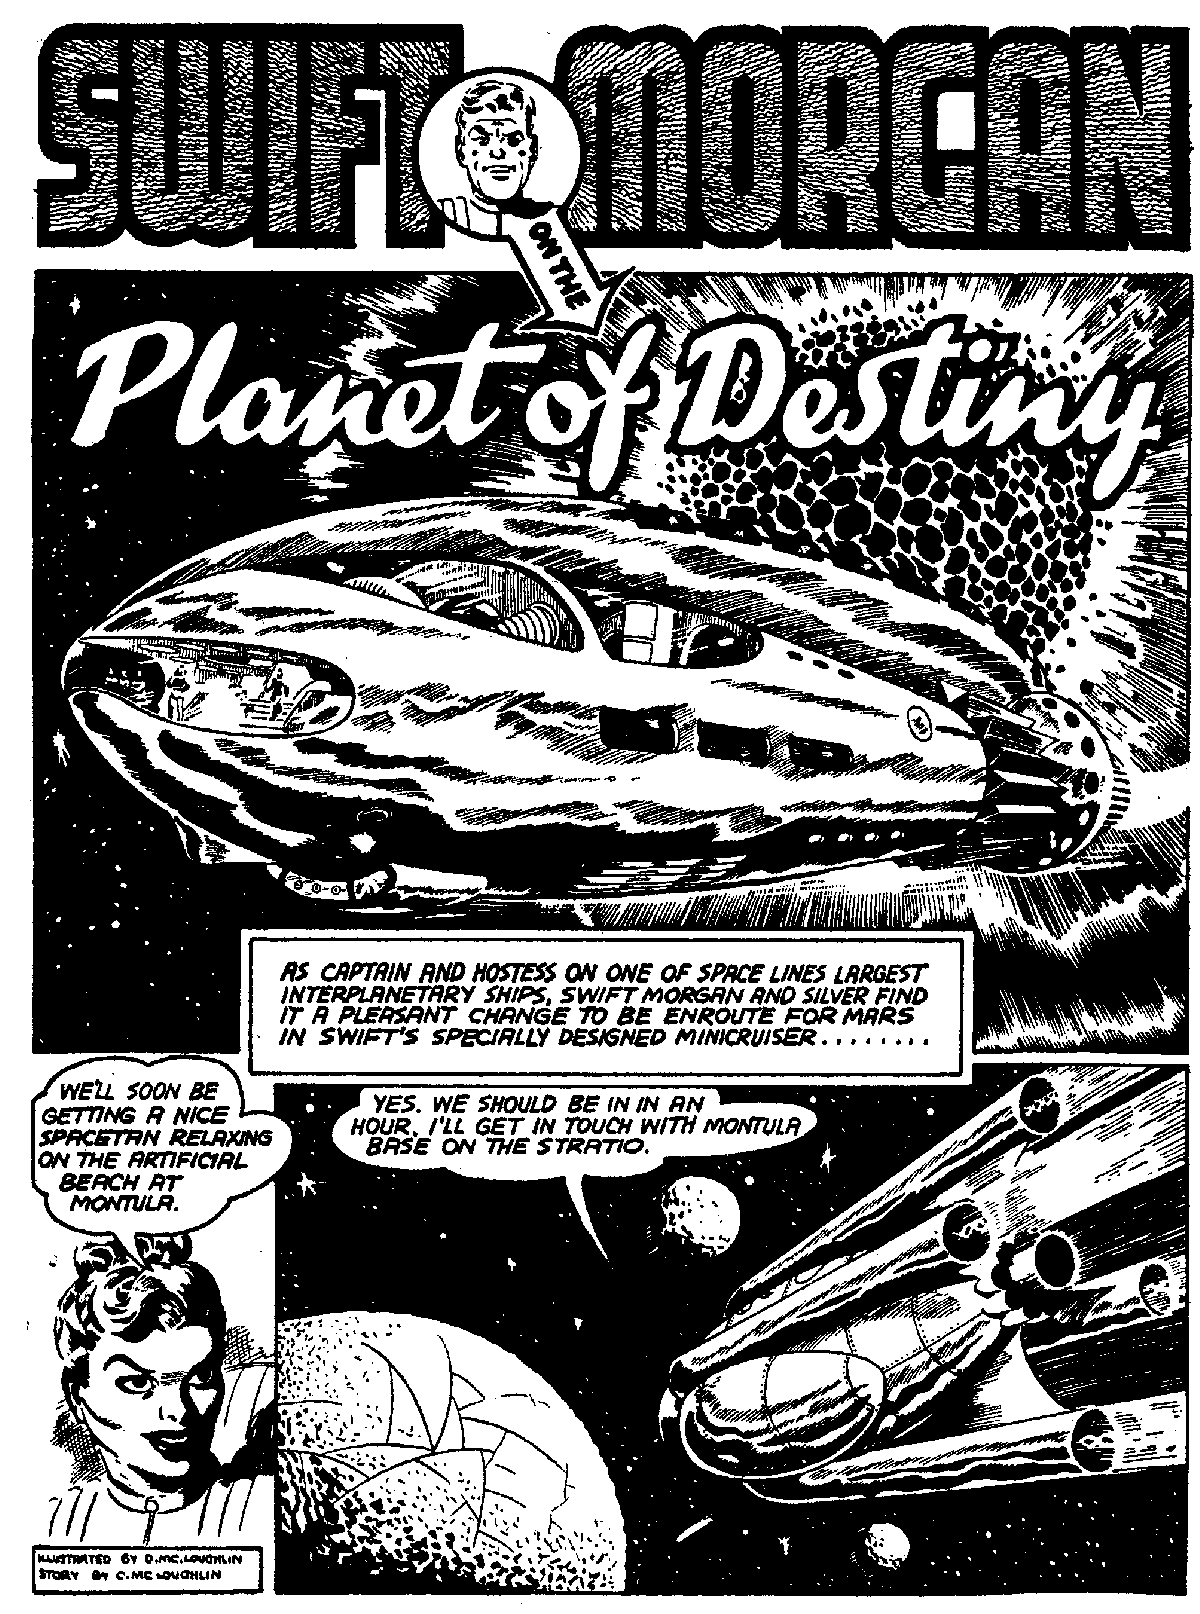 SWIFT MORGAN
ON THE
Planet of Destiny
AS CAPTAIN AND HOSTESS ON ONE OF SPACE LINES LARGEST
INTERPLANETARY SHIPS, SWIFT MORGAN AND SILVER FIND
IT A PLEASANT CHANGE TO BE ENROUTE FOR MARS
IN SWIFT'S SPECIALLY DESIGNED MINICRUISER........
WE'LL SOON BE
GETTING A NICE
SPACETAN RELAXING
ON THE ARTIFICIAL
BEACH AT
MONTULA.
YES. WE SHOULD BE IN IN AN
HOUR. I'LL GET IN TOUCH WITH MONTULA
BASE ON THE STRATIO.
ILLUSTRATED BY D.MC.LOUGHLIN
STORY BY C.MC LOUGHLIN